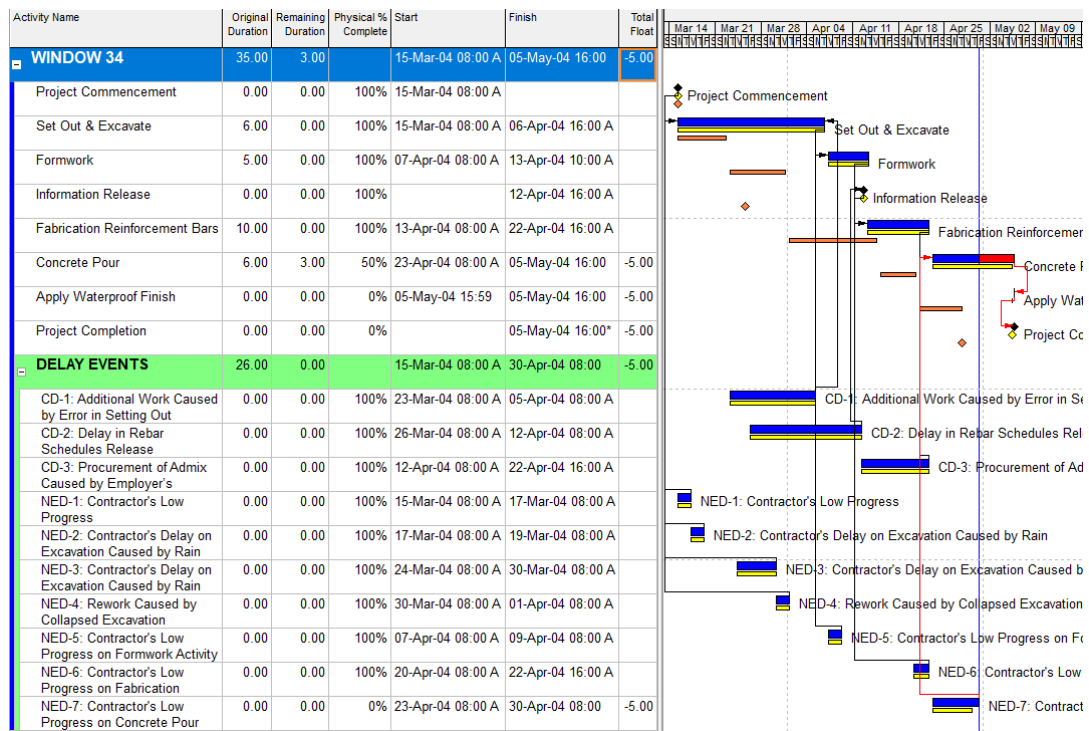 Activity Name Original Remaining Physical % Start Finish Total
Duration Duration Complete Float
Mar 14 Mar 21 Mar 28 Apr 04 Apr 11 Apr 18 Apr 25 May 02 May 09
WINDOW 34 35.00 3.00 15-Mar-04 08:00 A 05-May-04 16:00 -5.00
Project Commencement 0.00 0.00 100% 15-Mar-04 08:00 A Project Commencement
Set Out & Excavate 6.00 0.00 100% 15-Mar-04 08:00 A 06-Apr-04 16:00 A Set Out & Excavate
Formwork 5.00 0.00 100% 07-Apr-04 08:00 A 13-Apr-04 10:00 A Formwork
Information Release 0.00 0.00 100% 12-Apr-04 16:00 A Information Release
Fabrication Reinforcement Bars 10.00 0.00 100% 13-Apr-04 08:00 A 22-Apr-04 16:00 A Fabrication Reinforcemer
Concrete Pour 6.00 3.00 50% 23-Apr-04 08:00 A 05-May-04 16:00 -5.00 Concrete
Apply Waterproof Finish 0.00 0.00 0% 05-May-04 15:59 05-May-04 16:00 -5.00 Apply Wat
Project Completion 0.00 0.00 0% 05-May-04 16:00* -5.00 Project Co
DELAY EVENTS 26.00 0.00 15-Mar-04 08:00 A 30-Apr-04 08:00 -5.00
CD-1: Additional Work Caused 0.00 0.00 100% 23-Mar-04 08:00 A 05-Apr-04 08:00 A CD-1: Additional Work Caused by Error in Se
by Error in Setting Out
CD-2: Delay in Rebar 0.00 0.00 100% 26-Mar-04 08:00 A 12-Apr-04 08:00 A CD-2: Delay in Rebar Schedules Rel
Schedules Release
CD-3: Procurement of Admix 0.00 0.00 100% 12-Apr-04 08:00 A 22-Apr-04 16:00 A CD-3: Procurement of Ad
Caused by Employer's
NED-1: Contractor's Low 0.00 0.00 100% 15-Mar-04 08:00 A 17-Mar-04 08:00 A NED-1: Contractor's Low Progress
Progress
NED-2: Contractor's Delay on 0.00 0.00 100% 17-Mar-04 08:00 A 19-Mar-04 08:00 A NED-2: Contractor's Delay on Excavation Caused by Rain
Excavation Caused by Rain
NED-3: Contractor's Delay on 0.00 0.00 100% 24-Mar-04 08:00 A 30-Mar-04 08:00 A NED-3: Contractor's Delay on Excavation Caused b
Excavation Caused by Rain
NED-4: Rework Caused by 0.00 0.00 100% 30-Mar-04 08:00 A 01-Apr-04 08:00 A NED-4: Rework Caused by Collapsed Excavation
Collapsed Excavation
NED-5: Contractor's Low 0.00 0.00 100% 07-Apr-04 08:00 A 09-Apr-04 08:00 A NED-5: Contractor's Low Progress on Fo
Progress on Formwork Activity
NED-6: Contractor's Low 0.00 0.00 100% 20-Apr-04 08:00 A 22-Apr-04 16:00 A NED-6: Contractor's Low
Progress on Fabrication
NED-7: Contractor's Low 0.00 0.00 0% 23-Apr-04 08:00 A 30-Apr-04 08:00 -5.00 NED-7: Contract
Progress on Concrete Pour